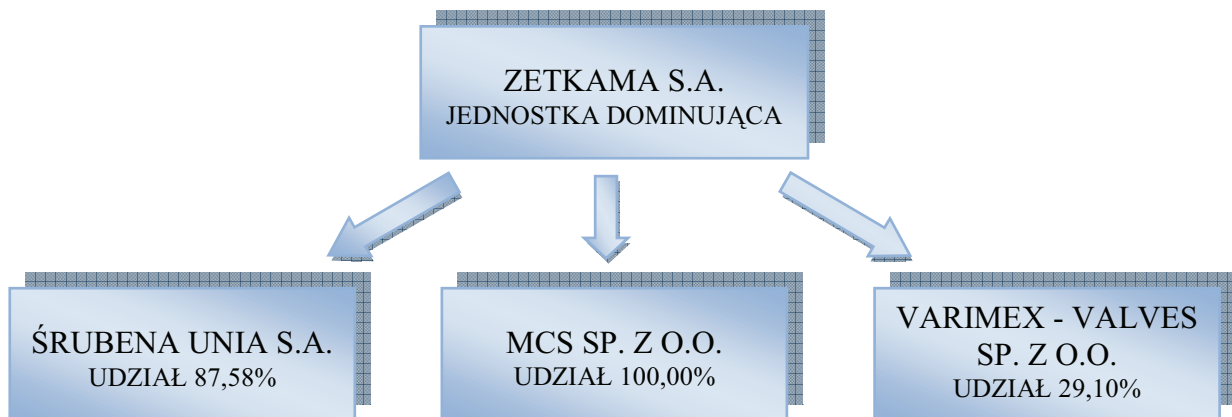 ZETKAMA S.A.
JEDNOSTKA DOMINUJĄCA
ŚRUBENA UNIA S.A.
UDZIAŁ 87,58%
MCS SP. Z O.O.
UDZIAŁ 100,00%
VARIMEX - VALVES
SP. Z O.O.
UDZIAŁ 29,10%